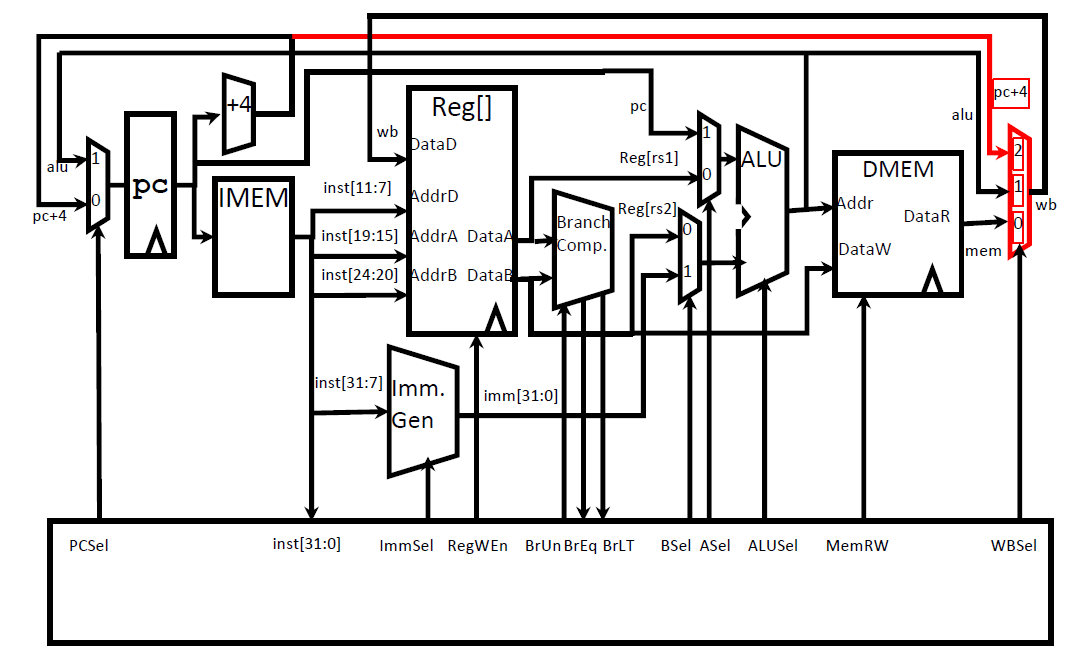 pc+4
+4
Reg[]
pc
alu
wb
DataD
1
Reg[rs1]
ALU
2
alu
1
pc
IMEM
inst[11:7]
AddrD
0
Reg[rs2]
DMEM
1
0
pc+4
inst[19:15]
AddrA
DataA
Branch
Comp.
0
Addr
DataR
0
wb
mem
inst[24:20]
AddrB
DataB
1
DataW
inst[31:7]
Imm.
Gen
imm[31:0]
PCSel
inst[31:0]
ImmSel
RegWEn
BrUn
BrEq
BrLT
BSel
ASel
ALUSel
MemRW
WBSel